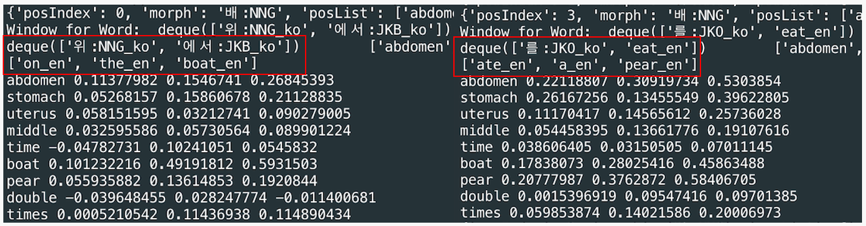 {'posIndex': 0, 'morph': '배:NNG', 'posList': ['abdomen
Window for Word:  deque(['위:NNG_ko', '에서:JKB_ko'])
deque(['위:NNG_ko', '에서:JKB_ko'])    ['abdomen',
['on_en', 'the_en', 'boat_en']
abdomen 0.11377982 0.1546741 0.26845393
stomach 0.05268157 0.15860678 0.21128835
uterus 0.058151595 0.03212741 0.090279005
middle 0.032595586 0.05730564 0.089901224
time -0.04782731 0.10241051 0.0545832
boat 0.101232216 0.49191812 0.5931503
pear 0.055935882 0.13614853 0.1920844
double -0.039648455 0.028247774 -0.011400681
times 0.0005210542 0.11436938 0.114890434
{'posIndex': 3, 'morph': '배:NNG', 'posList': ['a
Window for Word:  deque(['를:JKO_ko', 'eat_en'])
deque(['를:JKO_ko', 'eat_en'])    ['abdomen',
['ate_en', 'a_en', 'pear_en']
abdomen 0.22118807 0.30919734 0.5303854
stomach 0.26167256 0.13455549 0.39622805
uterus 0.11170417 0.14565612 0.25736028
middle 0.054458395 0.13661776 0.19107616
time 0.038606405 0.03150505 0.07011145
boat 0.17838073 0.28025416 0.45863488
pear 0.20777987 0.3762872 0.58406705
double 0.0015396919 0.09547416 0.09701385
times 0.059853874 0.14021586 0.20006973